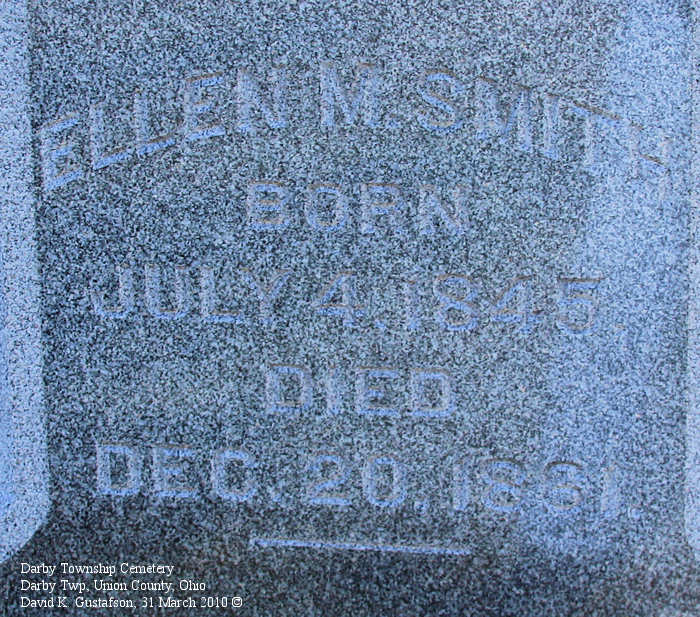 ELLEN M. SMITH
BORN
JULY 4, 1845.
DIED
DEC. 20, 1881.
Darby Township Cemetery
Darby Twp, Union County, Ohio
David K. Gustafson, 31 March 2010 ©